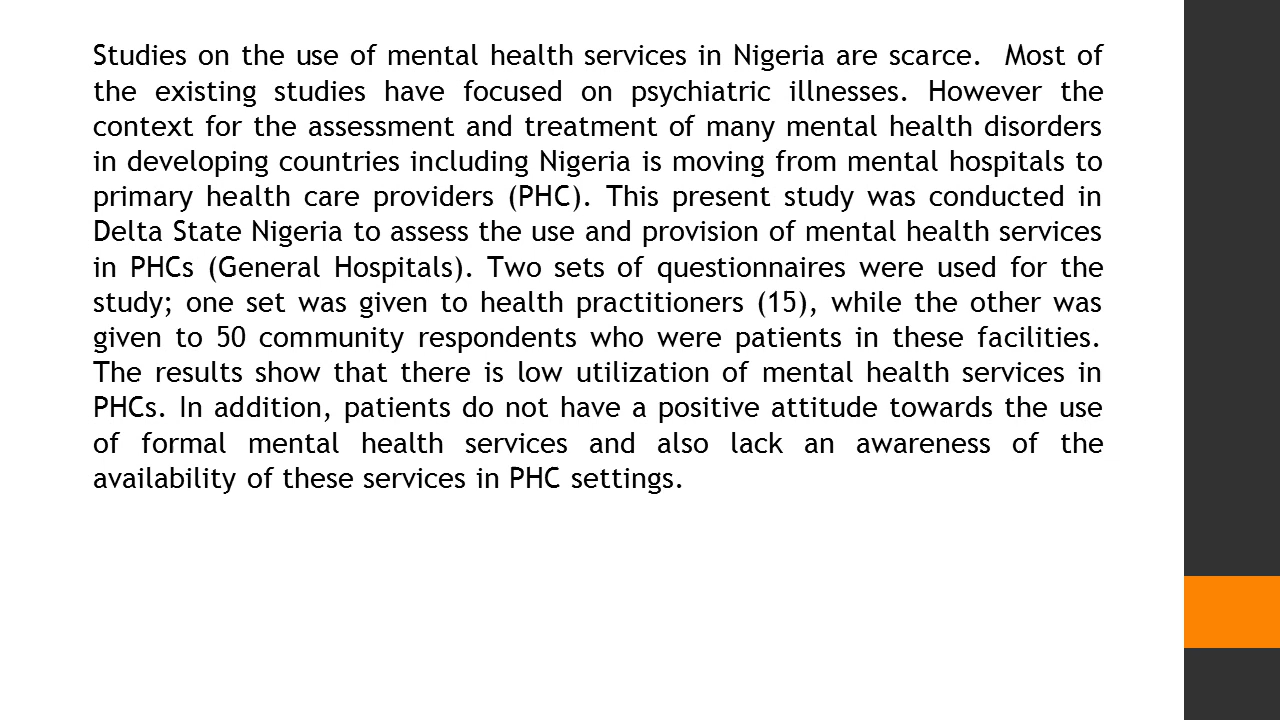 Studies on the use of mental health services in Nigeria are scarce.  Most of
the existing studies have focused on psychiatric illnesses. However the
context for the assessment and treatment of many mental health disorders
in developing countries including Nigeria is moving from mental hospitals to
primary health care providers (PHC). This present study was conducted in
Delta State Nigeria to assess the use and provision of mental health services
in PHCs (General Hospitals). Two sets of questionnaires were used for the
study; one set was given to health practitioners (15), while the other was
given to 50 community respondents who were patients in these facilities.
The results show that there is low utilization of mental health services in
PHCs. In addition, patients do not have a positive attitude towards the use
of formal mental health services and also lack an awareness of the
availability of these services in PHC settings.